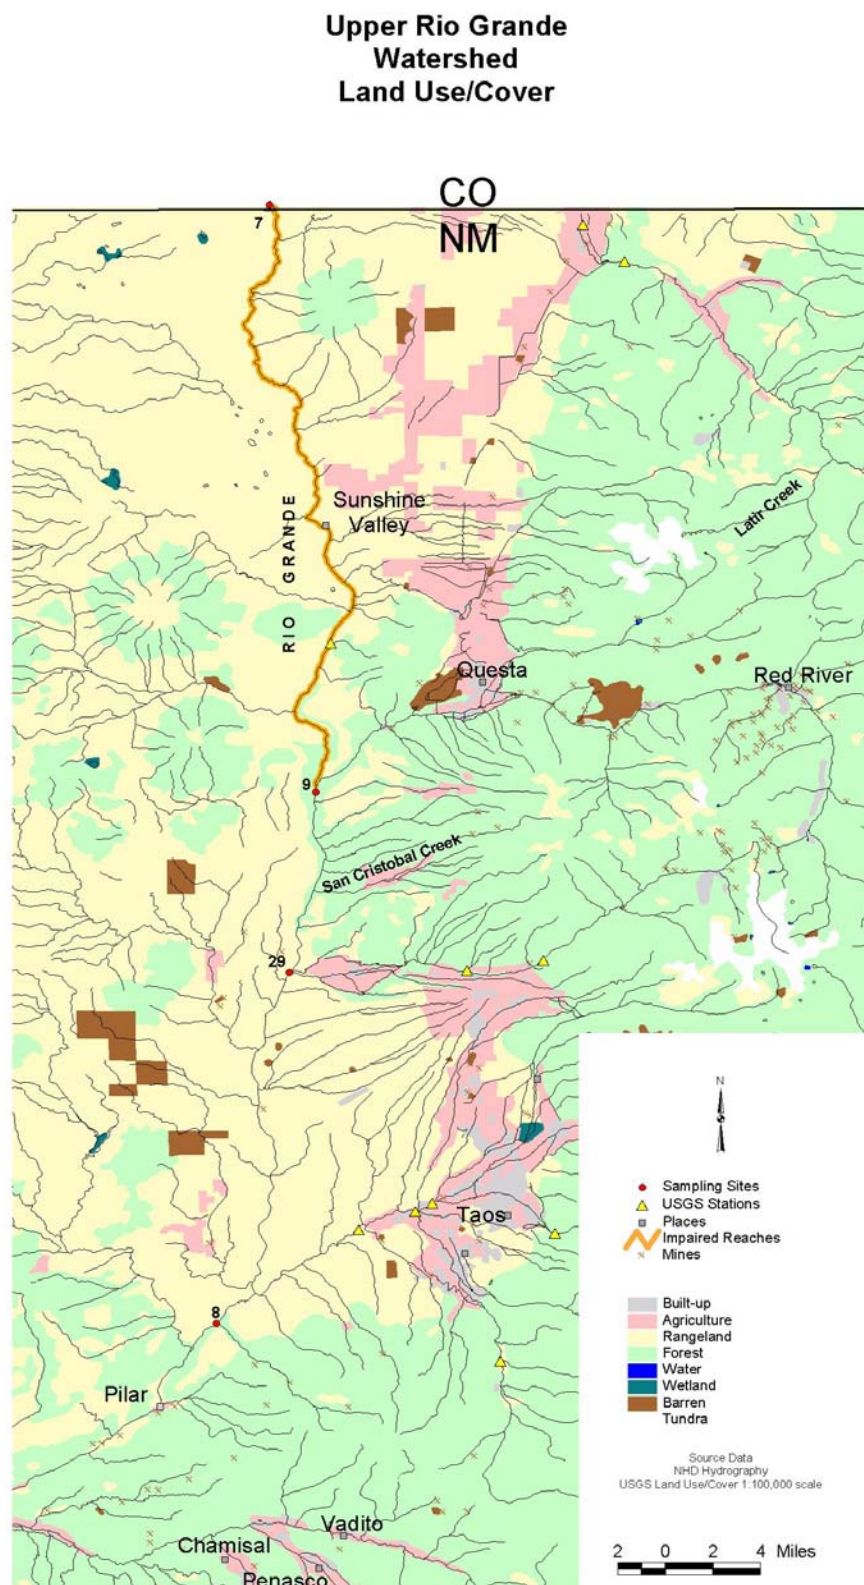 Upper Rio Grande
Watershed
Land Use/Cover
CO
NM
7
Sunshine
Valley
RIO GRANDE
Latir Creek
Questa
Red River
9
San Cristobal Creek
29
N
Sampling Sites
USGS Stations
Places
Impaired Reaches
Mines
Taos
8
Built-up
Agriculture
Rangeland
Forest
Water
Wetland
Barren
Tundra
Pilar
Source Data
NHD Hydrography
USGS Land Use/Cover 1:100,000 scale
Vadito
Chamisal
Penasco
2 0 2 4 Miles